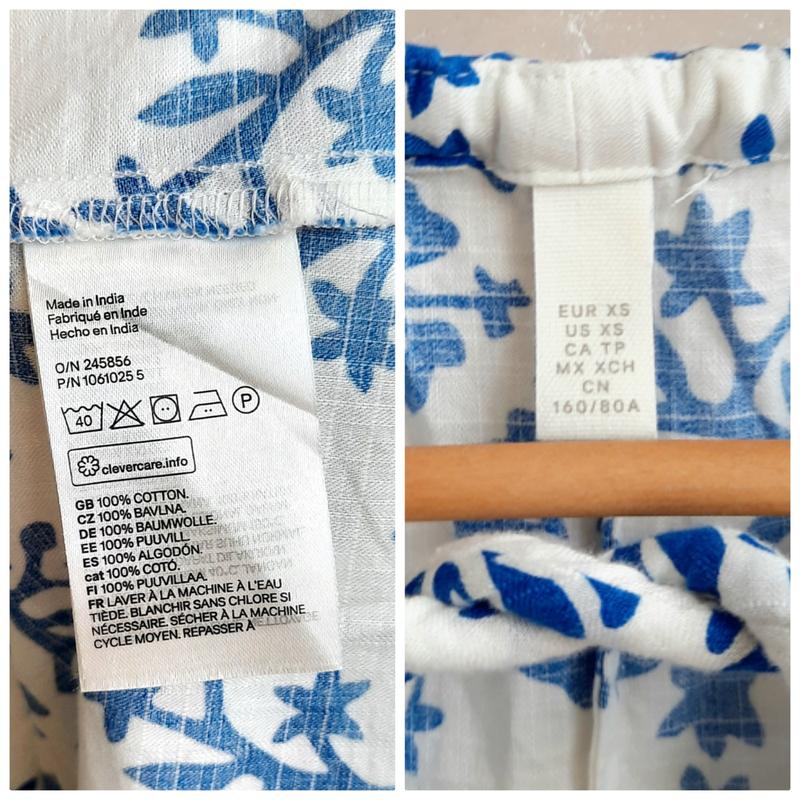 Made in India
Fabriqué en Inde
Hecho en India
O/N 245856
P/N 1061025 5
40
P
clevercare.info
GB 100% COTTON.
CZ 100% BAVLNA.
DE 100% BAUMWOLLE.
EE 100% PUUVILL.
ES 100% ALGODÓN.
cat 100% COTÓ.
FI 100% PUUVILLAA.
FR LAVER À LA MACHINE À L'EAU
TIÈDE. BLANCHIR SANS CHLORE SI
NÉCESSAIRE. SÉCHER À LA MACHINE
CYCLE MOYEN. REPASSER À
EUR XS
US XS
CA TP
MX XCH
CN
160/80A